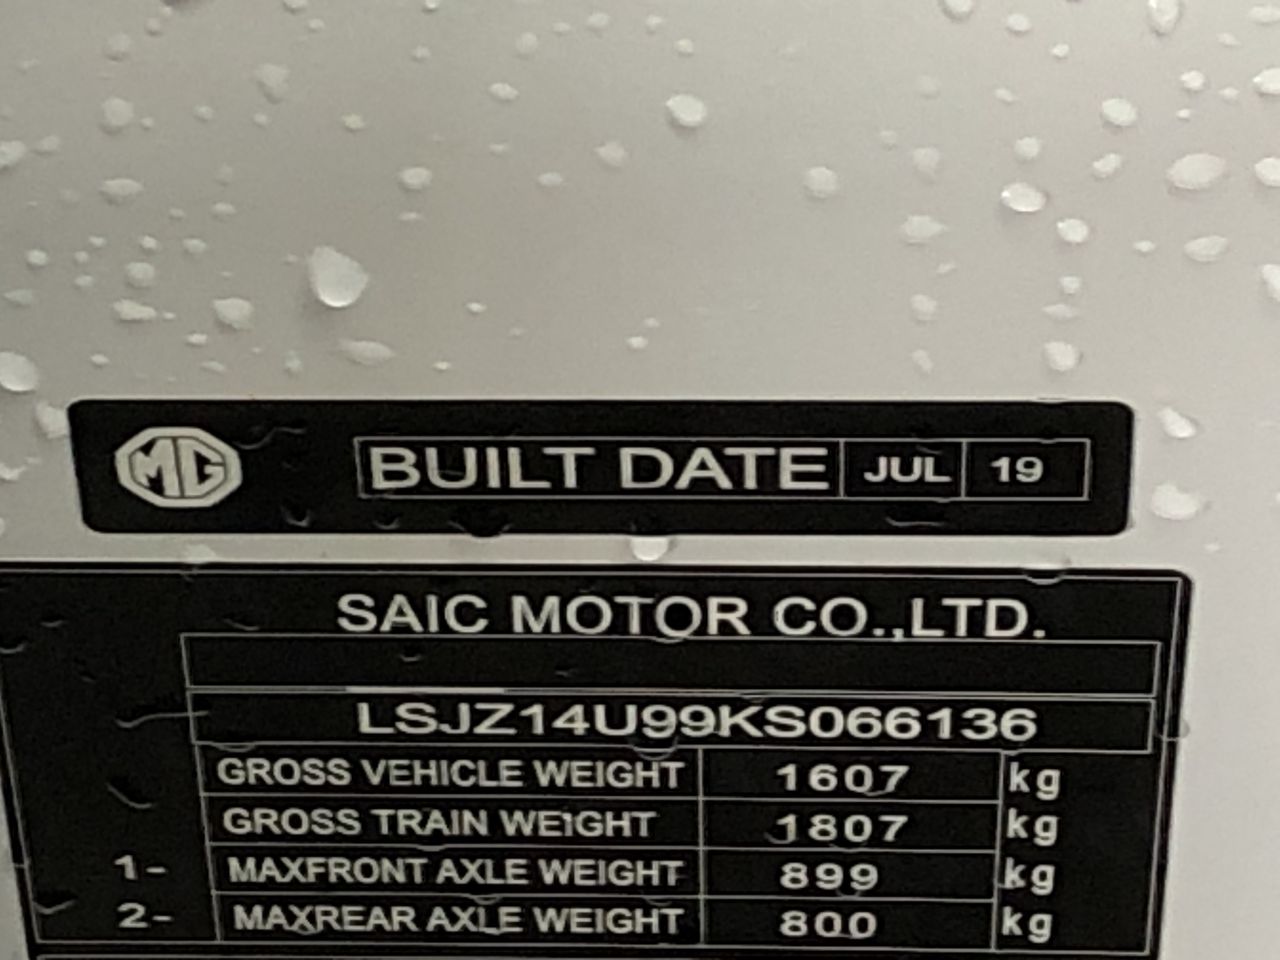 MG BUILT DATE JUL 19
SAIC MOTOR CO.,LTD.
LSJZ14U99KS066136
GROSS VEHICLE WEIGHT 1607 kg
GROSS TRAIN WEIGHT 1807 kg
1- MAXFRONT AXLE WEIGHT 899 kg
2- MAXREAR AXLE WEIGHT 800 kg